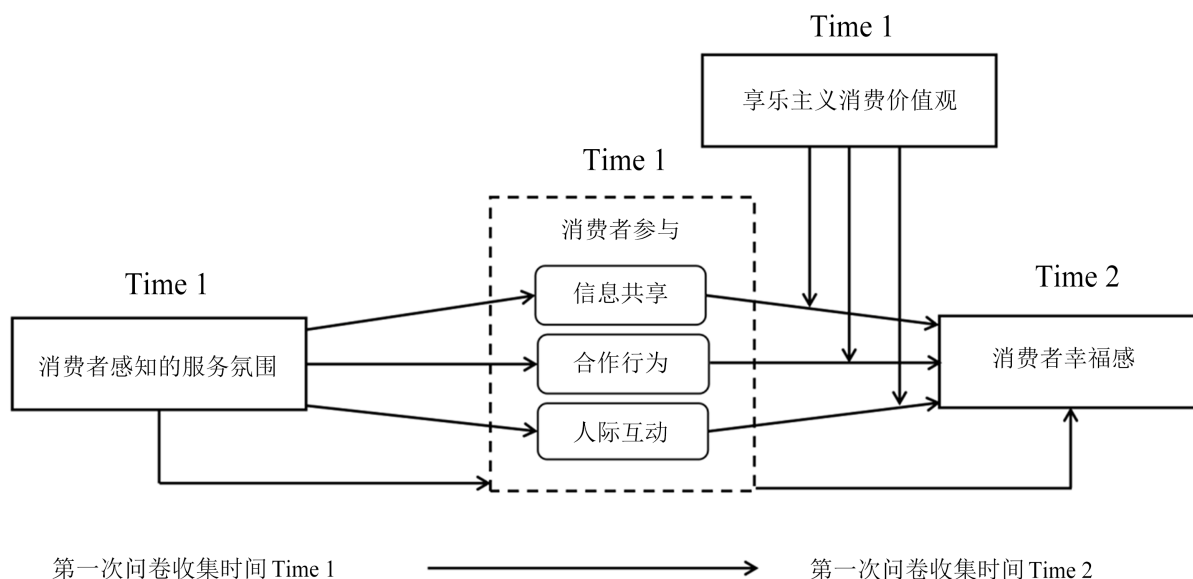 Time 1
享乐主义消费价值观
Time 1
消费者参与
Time 1
信息共享
Time 2
消费者感知的服务氛围
合作行为
消费者幸福感
人际互动
第一次问卷收集时间 Time 1
第一次问卷收集时间 Time 2